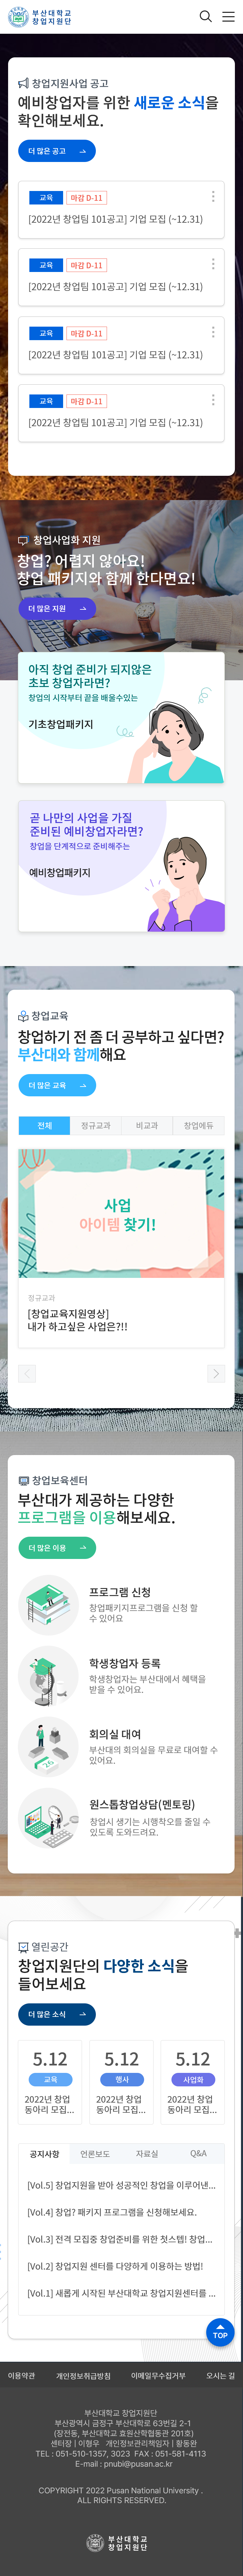 부산대학교
창업지원단
창업지원사업 공고
예비창업자를 위한 새로운 소식을
확인해보세요.
더 많은 공고
교육 마감 D-11
[2022년 창업팀 101공고] 기업 모집 (~12.31)
교육 마감 D-11
[2022년 창업팀 101공고] 기업 모집 (~12.31)
교육 마감 D-11
[2022년 창업팀 101공고] 기업 모집 (~12.31)
교육 마감 D-11
[2022년 창업팀 101공고] 기업 모집 (~12.31)
창업사업화 지원
창업? 어렵지 않아요!
창업 패키지와 함께 한다면요!
더 많은 지원
아직 창업 준비가 되지않은
초보 창업자라면?
창업의 시작부터 끝을 배울수있는
기초창업패키지
곧 나만의 사업을 가질
준비된 예비창업자라면?
창업을 단계적으로 준비해주는
예비창업패키지
창업교육
창업하기 전 좀 더 공부하고 싶다면?
부산대와 함께해요
더 많은 교육
전체 정규교과 비교과 창업에듀
사업
아이템 찾기!
정규교과
[창업교육지원영상]
내가 하고싶은 사업은?!!
창업보육센터
부산대가 제공하는 다양한
프로그램을 이용해보세요.
더 많은 이용
프로그램 신청
창업패키지프로그램을 신청 할
수 있어요
학생창업자 등록
학생창업자는 부산대에서 혜택을
받을 수 있어요.
회의실 대여
부산대의 회의실을 무료로 대여할 수
있어요.
원스톱창업상담(멘토링)
창업시 생기는 시행착오를 줄일 수
있도록 도와드려요.
열린공간
창업지원단의 다양한 소식을
들어보세요
더 많은 소식
5.12 5.12 5.12
교육 행사 사업화
2022년 창업 2022년 창업 2022년 창업
동아리 모집... 동아리 모집... 동아리 모집...
공지사항 언론보도 자료실 Q&A
[Vol.5] 창업지원을 받아 성공적인 창업을 이루어낸...
[Vol.4] 창업? 패키지 프로그램을 신청해보세요.
[Vol.3] 전격 모집중 창업준비를 위한 첫스텝! 창업...
[Vol.2] 창업지원 센터를 다양하게 이용하는 방법!
[Vol.1] 새롭게 시작된 부산대학교 창업지원센터를 ...
TOP
이용약관 개인정보취급방침 이메일무수집거부 오시는 길
부산대학교 창업지원단
부산광역시 금정구 부산대학로 63번길 2-1
(장전동, 부산대학교 효원산학협동관 201호)
센터장 | 이형우 개인정보관리책임자 | 황동완
TEL : 051-510-1357, 3023 FAX : 051-581-4113
E-mail : pnubi@pusan.ac.kr
COPYRIGHT 2022 Pusan National University .
ALL RIGHTS RESERVED.
부산대학교
창업지원단